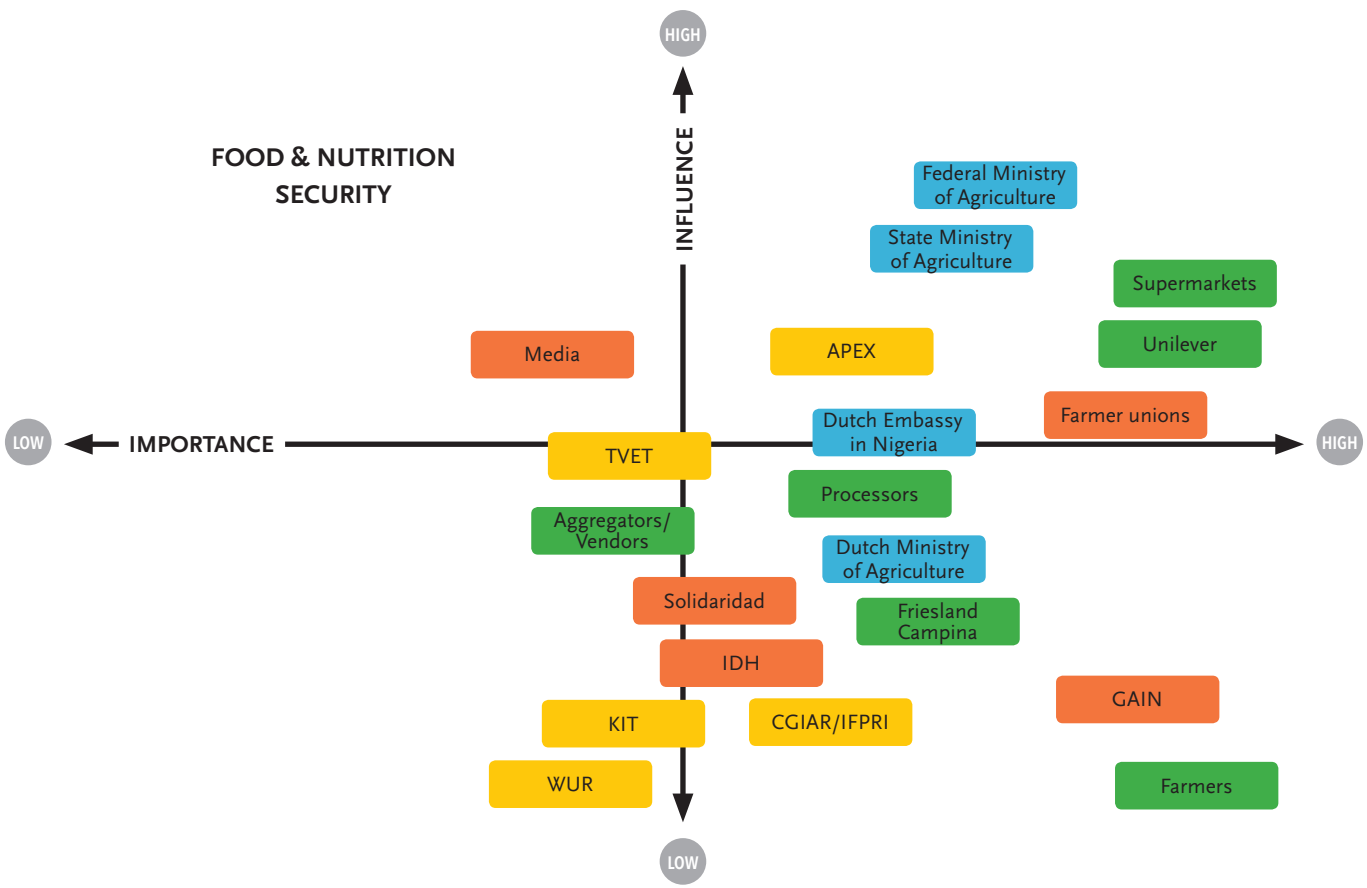 HIGH
FOOD & NUTRITION
SECURITY
INFLUENCE
Federal Ministry
of Agriculture
State Ministry
of Agriculture
Supermarkets
Unilever
Media
APEX
Farmer unions
Dutch Embassy
in Nigeria
LOW
IMPORTANCE
HIGH
TVET
Processors
Aggregators/
Vendors
Dutch Ministry
of Agriculture
Solidaridad
Friesland
Campina
IDH
GAIN
KIT
CGIAR/IFPRI
WUR
Farmers
LOW